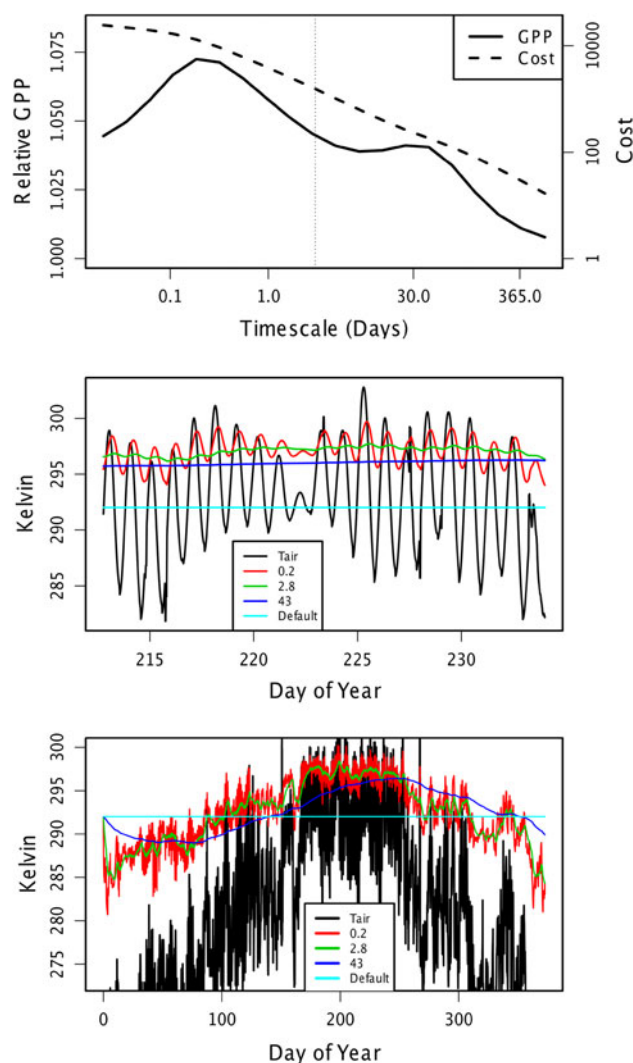 GPP
Cost
1.000 1.025 1.050 1.075
Relative GPP
1 100 10000
Cost
0.1 1.0 30.0 365.0
Timescale (Days)
285 290 295 300
Kelvin
Tair
0.2
2.8
43
Default
215 220 225 230
Day of Year
275 280 285 290 295 300
Kelvin
Tair
0.2
2.8
43
Default
0 100 200 300
Day of Year